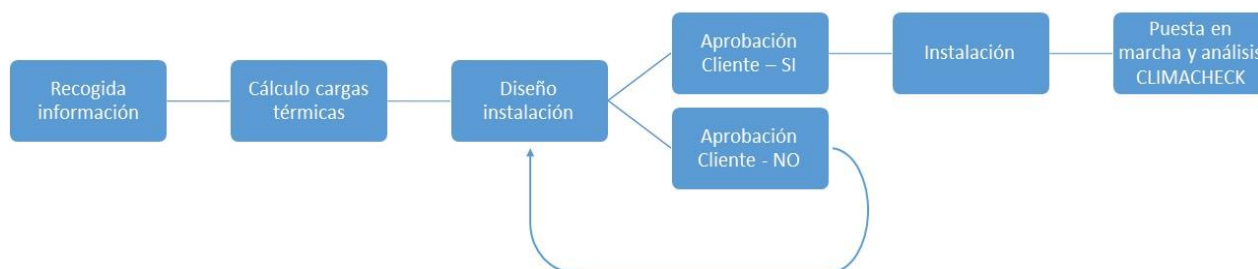 Recogida
información
Cálculo cargas
térmicas
Diseño
instalación
Aprobación
Cliente – SI
Aprobación
Cliente - NO
Instalación
Puesta en
marcha y análisis
CLIMACHECK